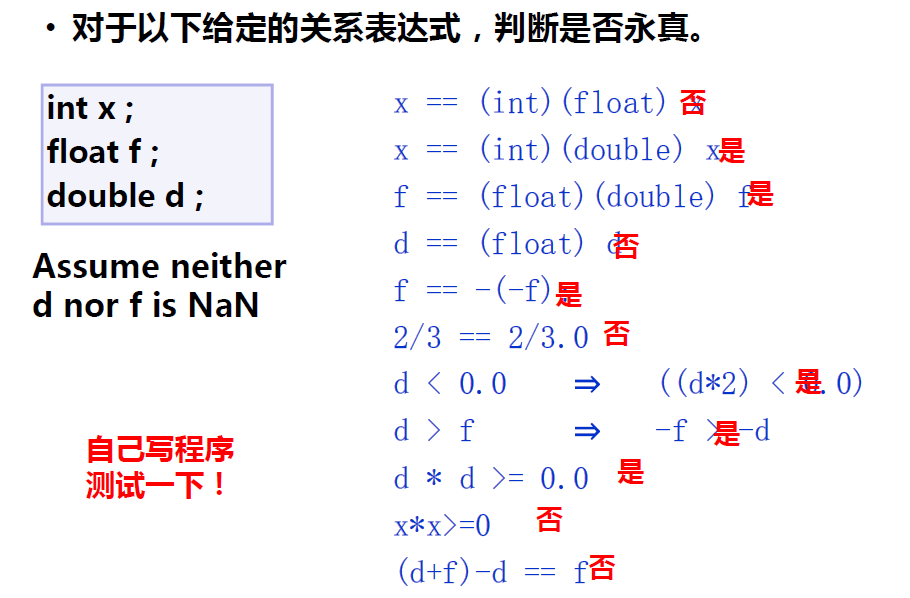 • 对于以下给定的关系表达式，判断是否永真。
int x ;
float f ;
double d ;
Assume neither
d nor f is NaN
自己写程序
测试一下！
x == (int)(float) x 否
x == (int)(double) x 是
f == (float)(double) f 是
d == (float) d 否
f == -(-f); 是
2/3 == 2/3.0 否
d < 0.0 ⇒ ((d*2) < 0.0) 是
d > f ⇒ -f > -d 是
d * d >= 0.0 是
x*x>=0 否
(d+f)-d == f 否